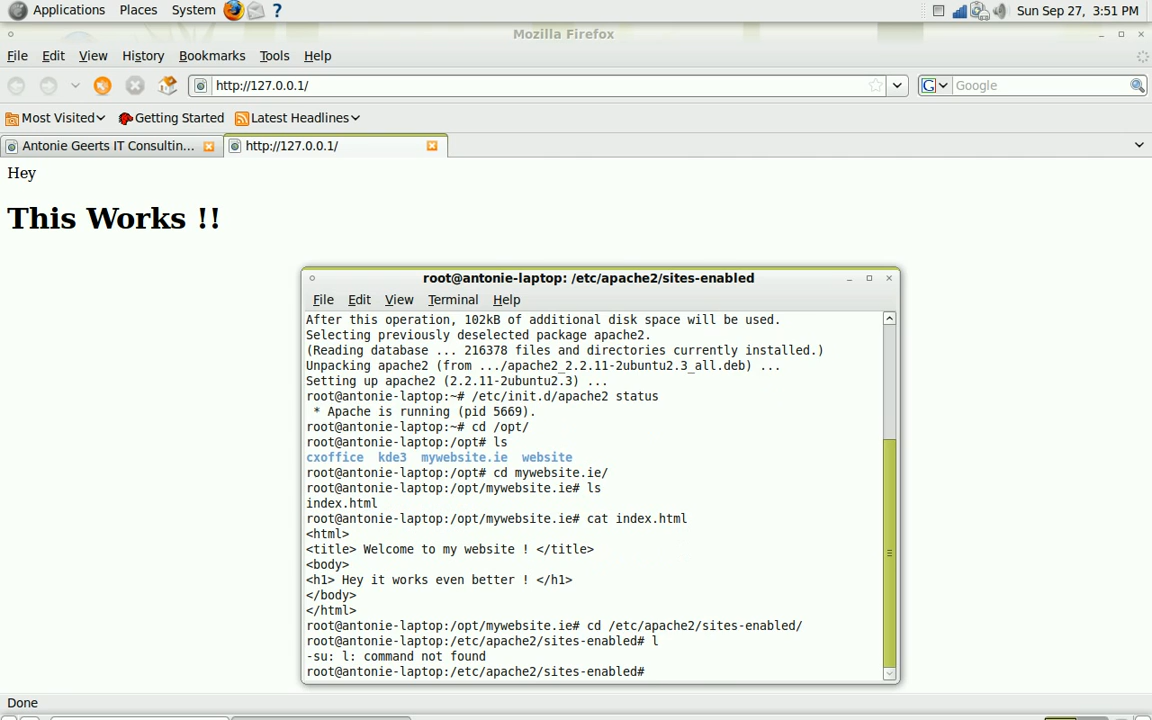 Applications Places System ? Sun Sep 27, 3:51 PM
Mozilla Firefox
File Edit View History Bookmarks Tools Help
http://127.0.0.1/ G Google
Most Visited Getting Started Latest Headlines
Antonie Geerts IT Consultin... http://127.0.0.1/
Hey
This Works !!
root@antonie-laptop: /etc/apache2/sites-enabled
File Edit View Terminal Help
After this operation, 102kB of additional disk space will be used.
Selecting previously deselected package apache2.
(Reading database ... 216378 files and directories currently installed.)
Unpacking apache2 (from .../apache2_2.2.11-2ubuntu2.3_all.deb) ...
Setting up apache2 (2.2.11-2ubuntu2.3) ...
root@antonie-laptop:~# /etc/init.d/apache2 status
 * Apache is running (pid 5669).
root@antonie-laptop:~# cd /opt/
root@antonie-laptop:/opt# ls
cxoffice kde3 mywebsite.ie website
root@antonie-laptop:/opt# cd mywebsite.ie/
root@antonie-laptop:/opt/mywebsite.ie# ls
index.html
root@antonie-laptop:/opt/mywebsite.ie# cat index.html
<html>
<title> Welcome to my website ! </title>
<body>
<h1> Hey it works even better ! </h1>
</body>
</html>
root@antonie-laptop:/opt/mywebsite.ie# cd /etc/apache2/sites-enabled/
root@antonie-laptop:/etc/apache2/sites-enabled# l
-su: l: command not found
root@antonie-laptop:/etc/apache2/sites-enabled#
Done